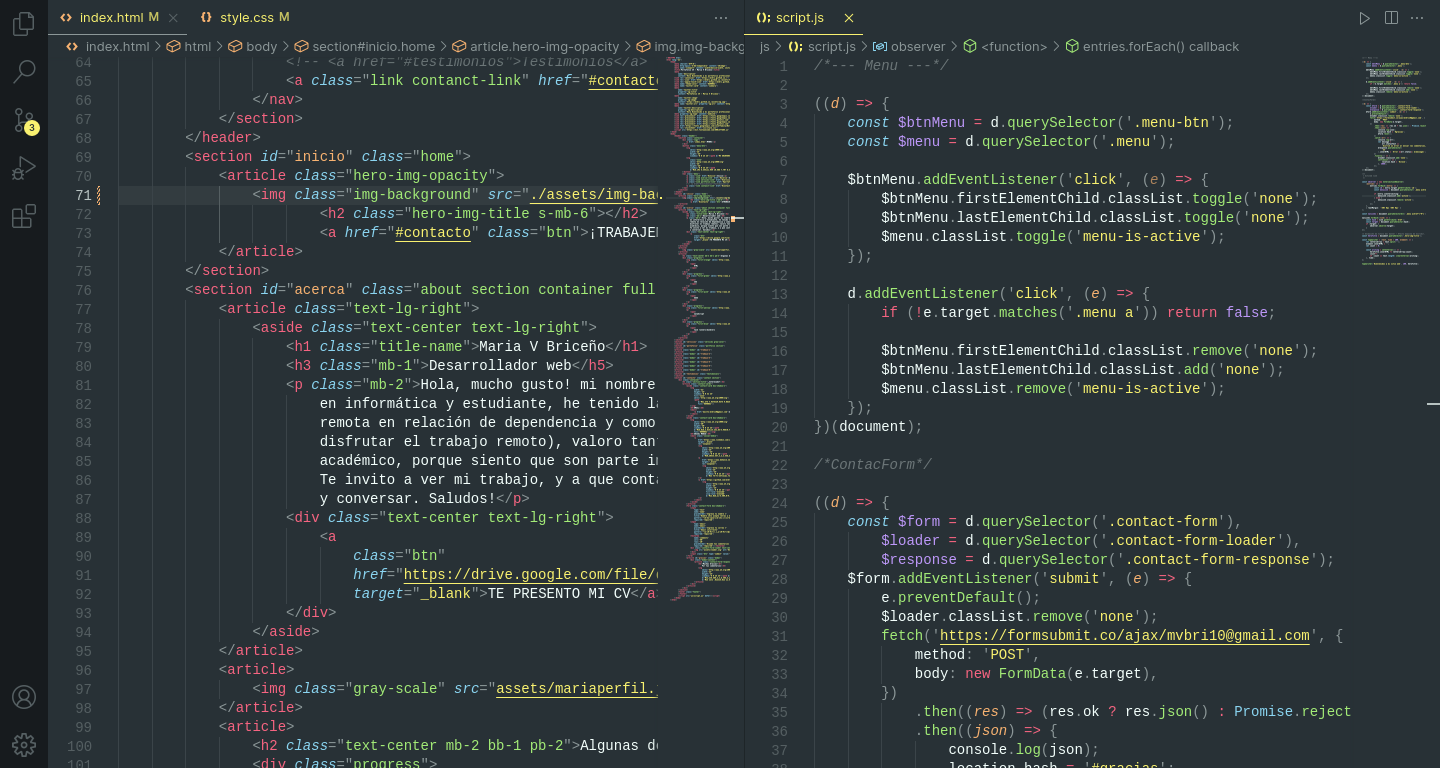 index.html M
style.css M
script.js
index.html > html > body > section#inicio.home > article.hero-img-opacity > img.img-backg
js > script.js > observer > <function> > entries.forEach() callback
3
64 <!-- <a href="#testimonios">Testimonios</a>
65 <a class="link contanct-link" href="#contact
66 </nav>
67 </section>
68 </header>
69 <section id="inicio" class="home">
70 <article class="hero-img-opacity">
71 <img class="img-background" src="./assets/img-ba
72 <h2 class="hero-img-title s-mb-6"></h2>
73 <a href="#contacto" class="btn">¡TRABAJE
74 </article>
75 </section>
76 <section id="acerca" class="about section container full
77 <article class="text-lg-right">
78 <aside class="text-center text-lg-right">
79 <h1 class="title-name">Maria V Briceño</h1>
80 <h3 class="mb-1">Desarrollador web</h5>
81 <p class="mb-2">Hola, mucho gusto! mi nombre
82 en informática y estudiante, he tenido l
83 remota en relación de dependencia y como
84 disfrutar el trabajo remoto), valoro tan
85 académico, porque siento que son parte i
86 Te invito a ver mi trabajo, y a que cont
87 y conversar. Saludos!</p>
88 <div class="text-center text-lg-right">
89 <a
90 class="btn"
91 href="https://drive.google.com/file/
92 target="_blank">TE PRESENTO MI CV</a
93 </div>
94 </aside>
95 </article>
96 <article>
97 <img class="gray-scale" src="assets/mariaperfil.
98 </article>
99 <article>
100 <h2 class="text-center mb-2 bb-1 pb-2">Algunas d
101 <div class="progress">
1 /*--- Menu ---*/
2
3 ((d) => {
4 const $btnMenu = d.querySelector('.menu-btn');
5 const $menu = d.querySelector('.menu');
6
7 $btnMenu.addEventListener('click', (e) => {
8 $btnMenu.firstElementChild.classList.toggle('none');
9 $btnMenu.lastElementChild.classList.toggle('none');
10 $menu.classList.toggle('menu-is-active');
11 });
12
13 d.addEventListener('click', (e) => {
14 if (!e.target.matches('.menu a')) return false;
15
16 $btnMenu.firstElementChild.classList.remove('none');
17 $btnMenu.lastElementChild.classList.add('none');
18 $menu.classList.remove('menu-is-active');
19 });
20 })(document);
21
22 /*ContacForm*/
23
24 ((d) => {
25 const $form = d.querySelector('.contact-form'),
26 $loader = d.querySelector('.contact-form-loader'),
27 $response = d.querySelector('.contact-form-response');
28 $form.addEventListener('submit', (e) => {
29 e.preventDefault();
30 $loader.classList.remove('none');
31 fetch('https://formsubmit.co/ajax/mvbri10@gmail.com', {
32 method: 'POST',
33 body: new FormData(e.target),
34 })
35 .then((res) => (res.ok ? res.json() : Promise.reject
36 .then((json) => {
37 console.log(json);
38 location.hash = '#gracias';